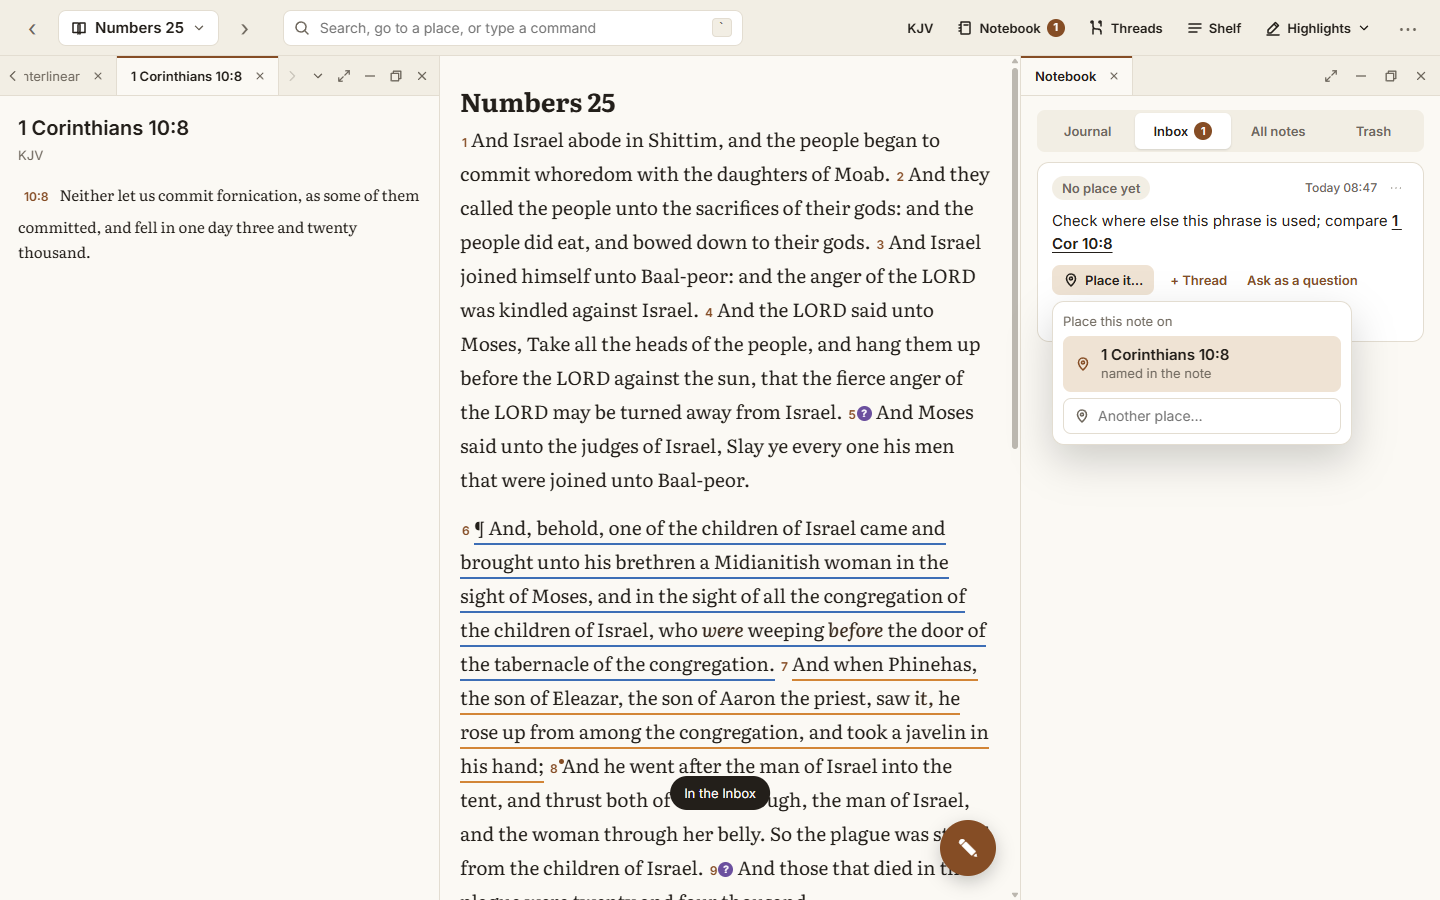 Numbers 25
Search, go to a place, or type a command
`
KJV
Notebook 1
Threads
Shelf
Highlights
nterlinear
1 Corinthians 10:8
1 Corinthians 10:8
KJV
10:8 Neither let us commit fornication, as some of them
committed, and fell in one day three and twenty
thousand.
Numbers 25
1 And Israel abode in Shittim, and the people began to
commit whoredom with the daughters of Moab. 2 And they
called the people unto the sacrifices of their gods: and the
people did eat, and bowed down to their gods. 3 And Israel
joined himself unto Baal-peor: and the anger of the LORD
was kindled against Israel. 4 And the LORD said unto
Moses, Take all the heads of the people, and hang them up
before the LORD against the sun, that the fierce anger of
the LORD may be turned away from Israel. 5 ? And Moses
said unto the judges of Israel, Slay ye every one his men
that were joined unto Baal-peor.
6 ¶ And, behold, one of the children of Israel came and
brought unto his brethren a Midianitish woman in the
sight of Moses, and in the sight of all the congregation of
the children of Israel, who were weeping before the door of
the tabernacle of the congregation. 7 And when Phinehas,
the son of Eleazar, the son of Aaron the priest, saw it, he
rose up from among the congregation, and took a javelin in
his hand; 8 And he went after the man of Israel into the
tent, and thrust both of ugh, the man of Israel,
and the woman through her belly. So the plague was
from the children of Israel. 9 ? And those that died in
In the Inbox
Notebook
Journal
Inbox 1
All notes
Trash
No place yet
Today 08:47
Check where else this phrase is used; compare 1
Cor 10:8
Place it...
+ Thread
Ask as a question
Place this note on
1 Corinthians 10:8
named in the note
Another place...